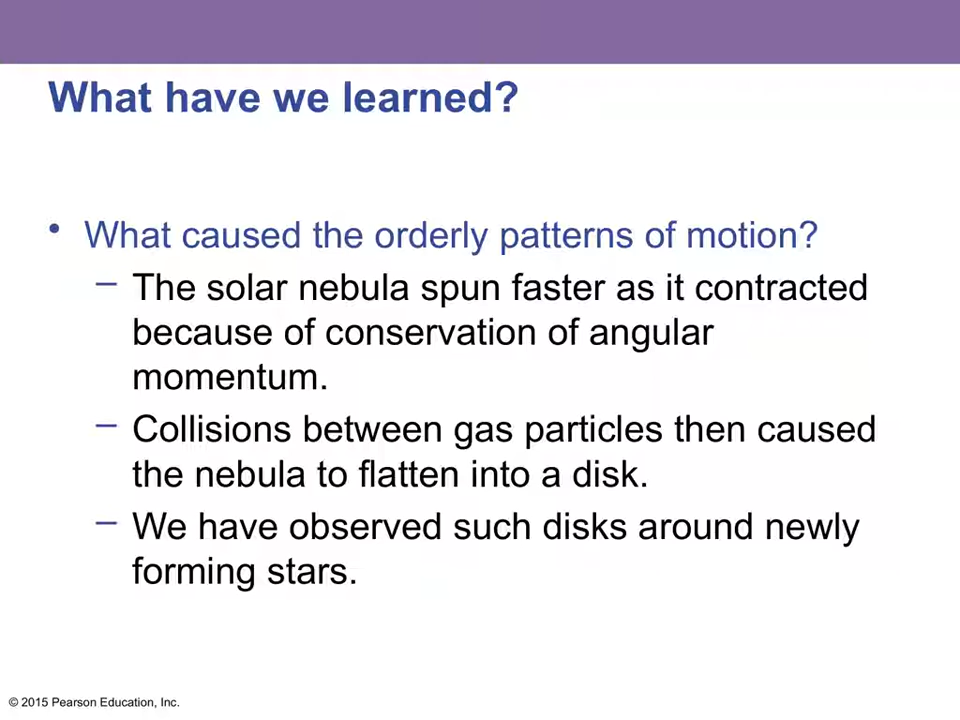 What have we learned?
• What caused the orderly patterns of motion?
– The solar nebula spun faster as it contracted
because of conservation of angular
momentum.
– Collisions between gas particles then caused
the nebula to flatten into a disk.
– We have observed such disks around newly
forming stars.
© 2015 Pearson Education, Inc.